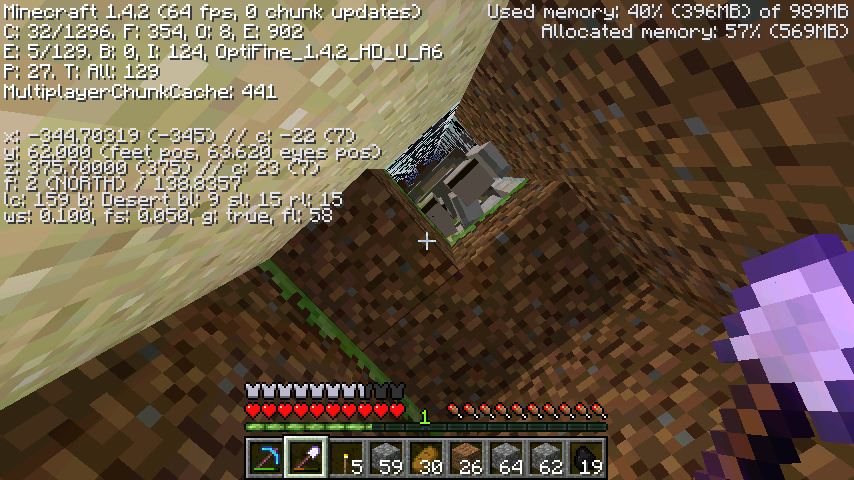 Minecraft 1.4.2 (64 fps, 0 chunk updates)
Used memory: 40% (396MB) of 989MB
C: 32/1296, F: 354, O: 8, E: 902
Allocated memory: 57% (569MB)
E: 5/129, B: 0, I: 124, OptiFine_1.4.2_HD_U_A6
P: 27. T: All: 129
MultiplayerChunkCache: 441
x: -344.70319 (-345) // c: -22 (7)
y: 62.000 (feet pos, 63.620 eyes pos)
z: 375.70000 (375) // c: 23 (7)
f: 2 (NORTH) / 138.8357
lc: 159 b: Desert bl: 9 sl: 15 rl: 15
ws: 0.100, fs: 0.050, g: true, fl: 58
1
5 59 30 26 64 62 19